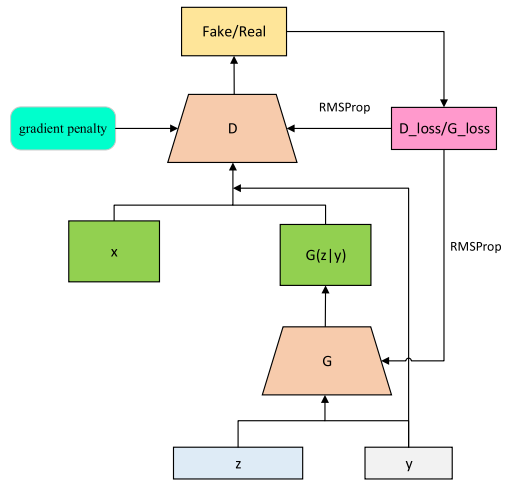 Fake/Real
RMSProp
gradient penalty
D
D_loss/G_loss
x
G(z|y)
RMSProp
G
z
y